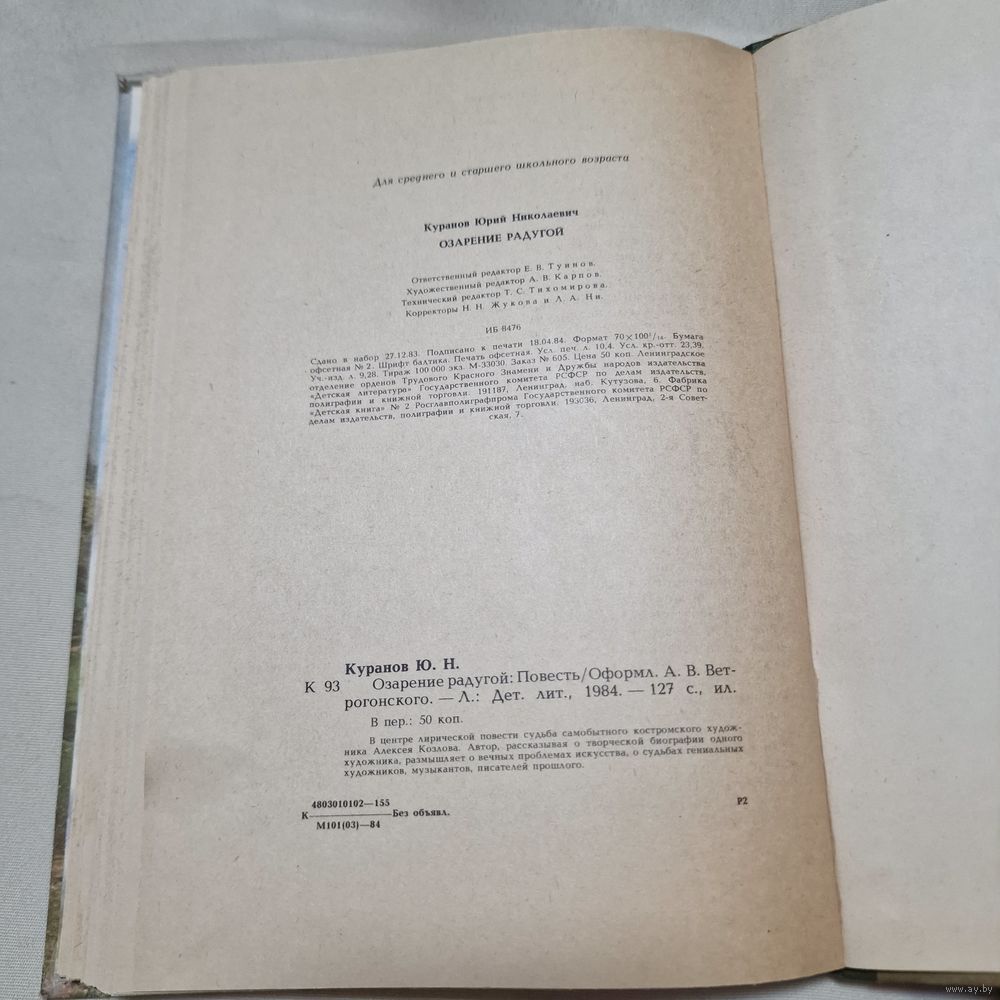 Для среднего и старшего школьного возраста
Куранов Юрий Николаевич
ОЗАРЕНИЕ РАДУГОЙ
Ответственный редактор Е. В. Туинов.
Художественный редактор А. В. Карпов.
Технический редактор Т. С. Тихомирова.
Корректоры Н. Н. Жукова и Л. А. Ни.
ИБ 8476
Сдано в набор 27.12.83. Подписано к печати 18.04.84. Формат 70×100¹/₁₆. Бумага
офсетная № 2. Шрифт балтика. Печать офсетная. Усл. печ. л. 10,4. Усл. кр.-отт. 23,39.
Уч.-изд. л. 9,28. Тираж 100 000 экз. М-33030. Заказ № 605. Цена 50 коп. Ленинградское
отделение орденов Трудового Красного Знамени и Дружбы народов издательства
«Детская литература» Государственного комитета РСФСР по делам издательств,
полиграфии и книжной торговли. 191187, Ленинград, наб. Кутузова, 6. Фабрика
«Детская книга» № 2 Росглавполиграфпрома Государственного комитета РСФСР по
делам издательств, полиграфии и книжной торговли. 193036, Ленинград, 2-я Совет-
ская, 7.
Куранов Ю. Н.
К 93 Озарение радугой: Повесть/Оформл. А. В. Вет-
рогонского. — Л.: Дет. лит., 1984. — 127 с., ил.
В пер.: 50 коп.
В центре лирической повести судьба самобытного костромского худож-
ника Алексея Козлова. Автор, рассказывая о творческой биографии одного
художника, размышляет о вечных проблемах искусства, о судьбах гениальных
художников, музыкантов, писателей прошлого.
4803010102—155
К————Без объявл.
М101(03)—84
Р2
www.ay.by